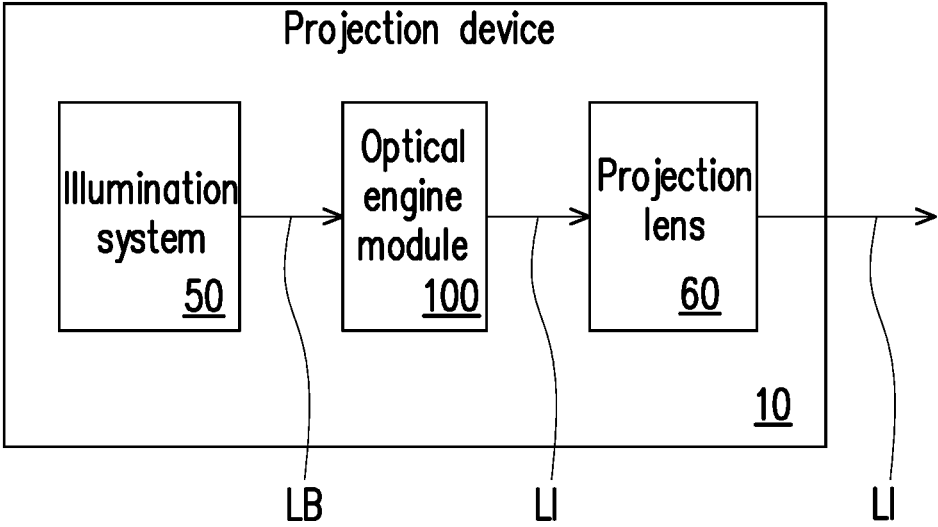 Projection device
Illumination
system
50
Optical
engine
module
100
Projection
lens
60
10
LB
LI
LI